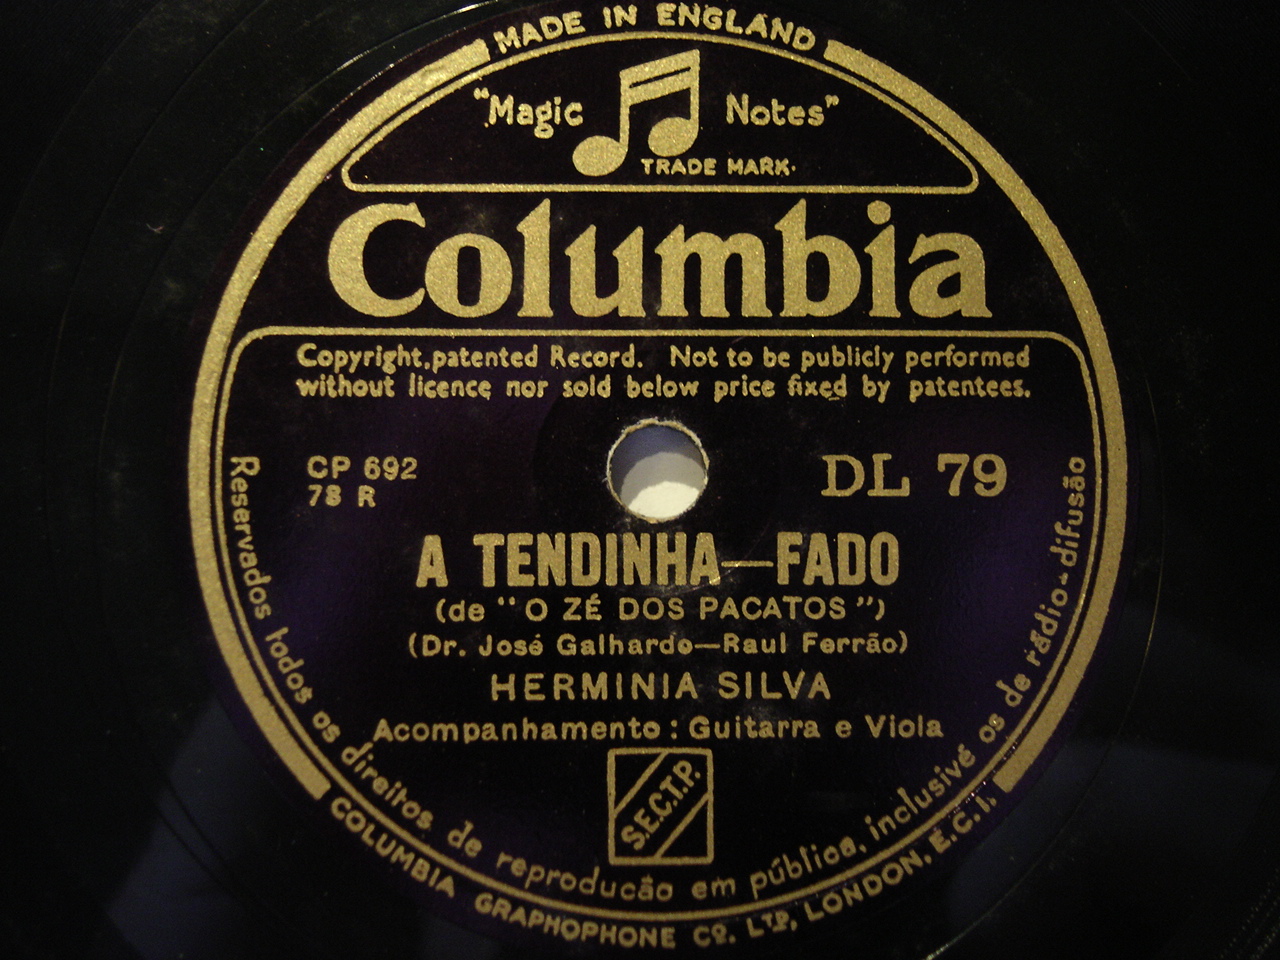 MADE IN ENGLAND
"Magic Notes"
TRADE MARK.
Columbia
Copyright, patented Record. Not to be publicly performed
without licence nor sold below price fixed by patentees.
CP 692
78 R
DL 79
A TENDINHA—FADO
(de "O ZÉ DOS PACATOS")
(Dr. José Galhardo—Raul Ferrão)
HERMINIA SILVA
Acompanhamento: Guitarra e Viola
S.E.C.T.P.
Reservados todos os direitos de reproducão em pública, inclusivé os de rádio-difusão
COLUMBIA GRAPHOPHONE Co. LTD, LONDON. E.C.1.